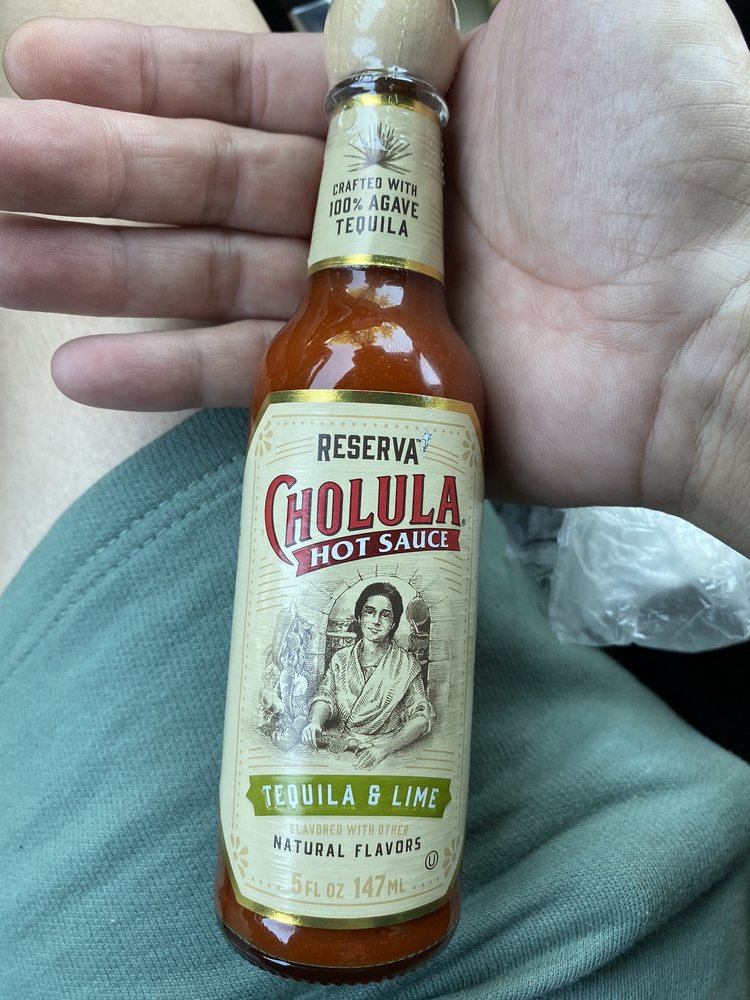 CRAFTED WITH
100% AGAVE
TEQUILA
RESERVA™
CHOLULA®
HOT SAUCE
TEQUILA & LIME
FLAVORED WITH OTHER
NATURAL FLAVORS
U
5 FL OZ 147 ML